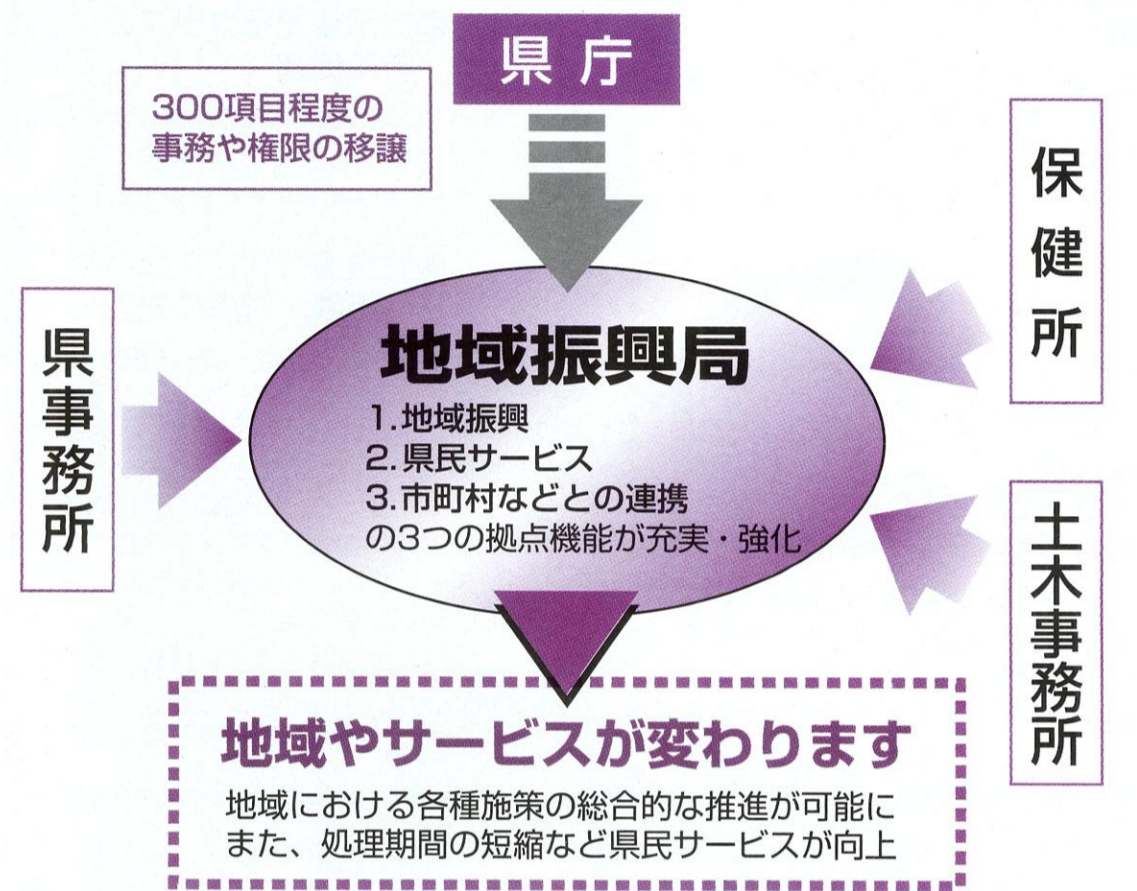 県庁
300項目程度の
事務や権限の移譲
保健所
県事務所
地域振興局
1.地域振興
2.県民サービス
3.市町村などとの連携
の3つの拠点機能が充実・強化
土木事務所
地域やサービスが変わります
地域における各種施策の総合的な推進が可能に
また、処理期間の短縮など県民サービスが向上